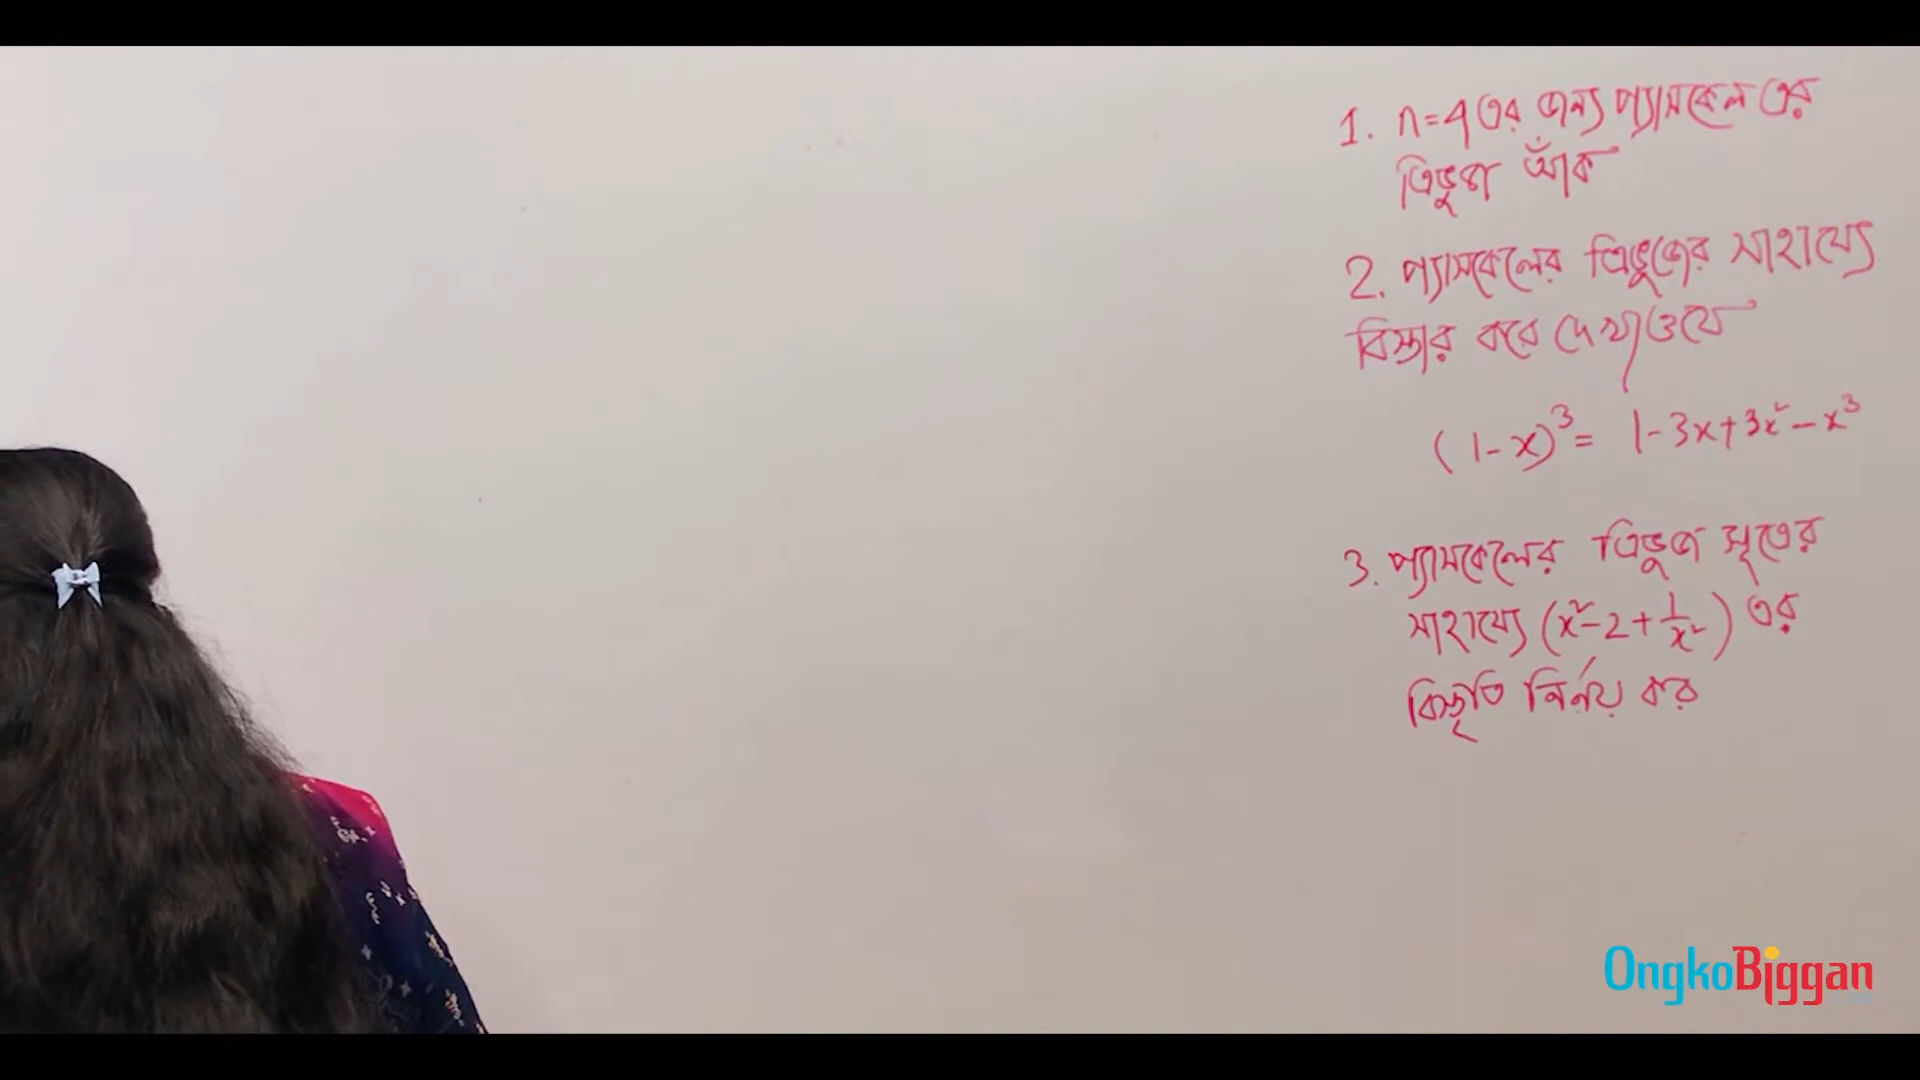 1. n=4 এর জন্য প্যাসকেল এর
ত্রিভুজ আঁক
2. প্যাসকেলের ত্রিভুজের সাহায্যে
বিস্তার করে দেখাও যে
(1-x)³ = 1-3x+3x²-x³
3. প্যাসকেলের ত্রিভুজ সূত্রের
সাহায্যে (x²-2+1/x²) এর
বিস্তৃতি নির্ণয় কর
OngkoBiggan